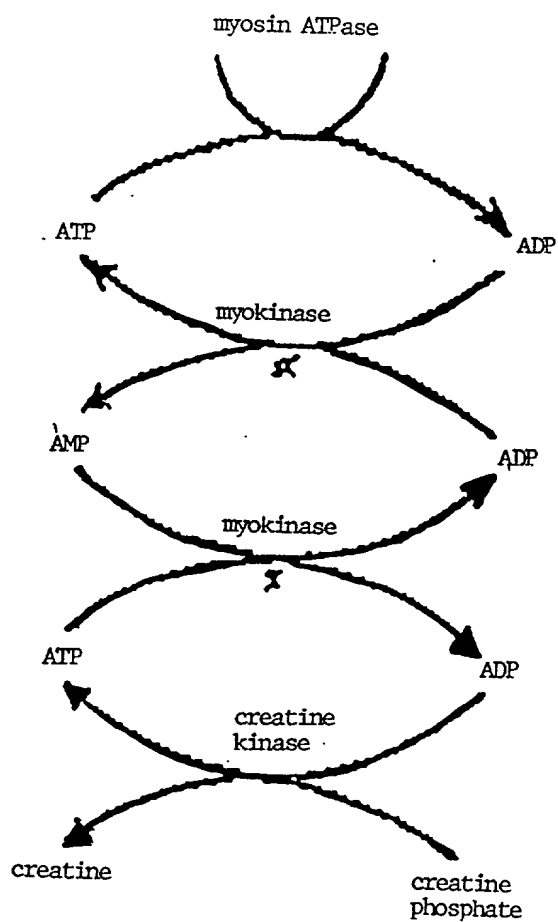 myosin ATPase
ATP
ADP
myokinase
AMP
ADP
myokinase
ATP
ADP
creatine
kinase
creatine
creatine
phosphate